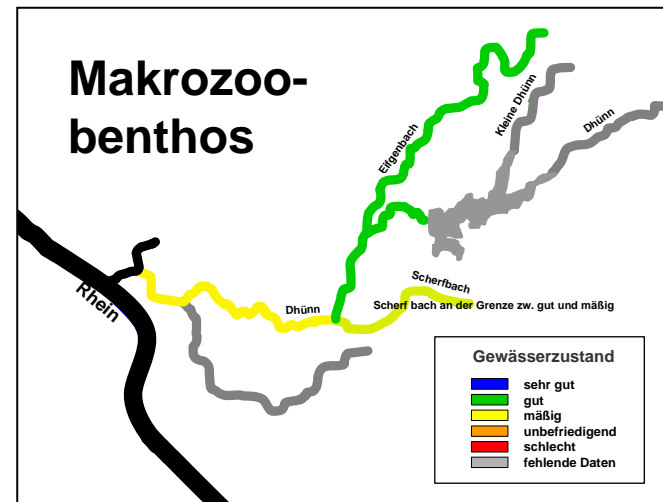 Makrozoo-
benthos
Kleine Dhünn
Dhünn
Eifgenbach
Rhein
Scherfbach
Dhünn
Scherf bach an der Grenze zw. gut und mäßig
Gewässerzustand
sehr gut
gut
mäßig
unbefriedigend
schlecht
fehlende Daten